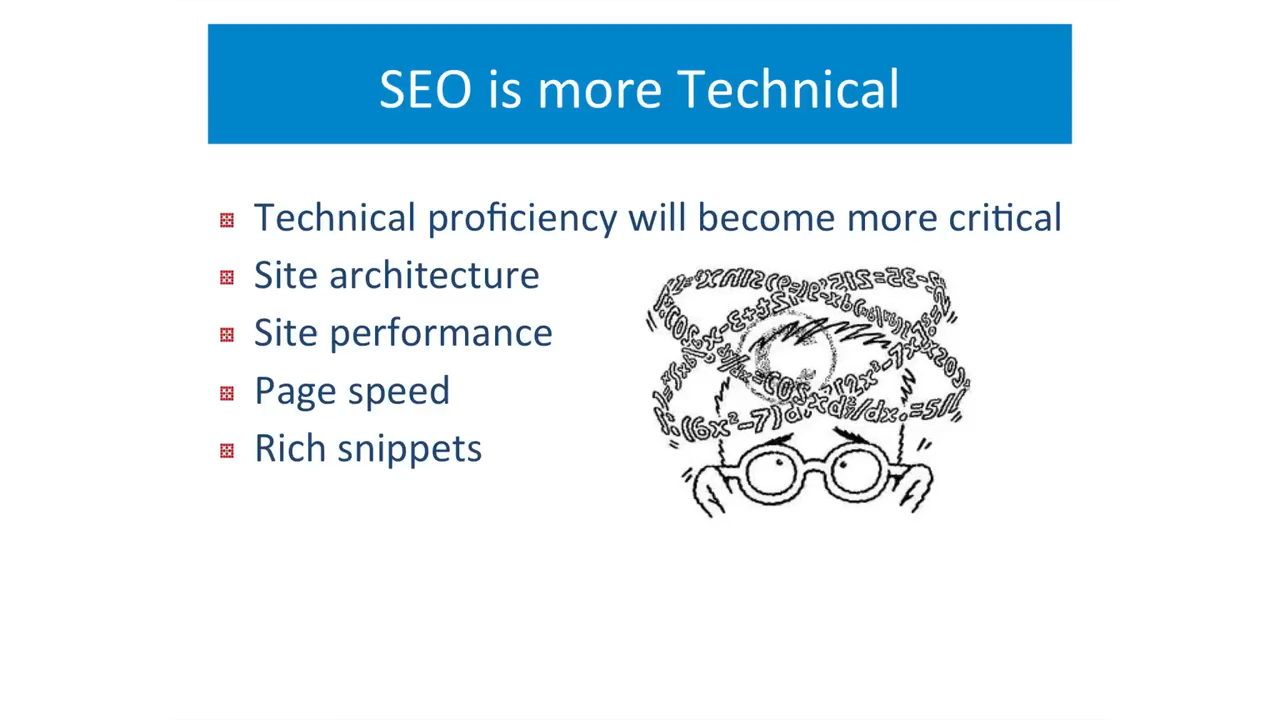 SEO is more Technical
Technical proficiency will become more critical
Site architecture
Site performance
Page speed
Rich snippets